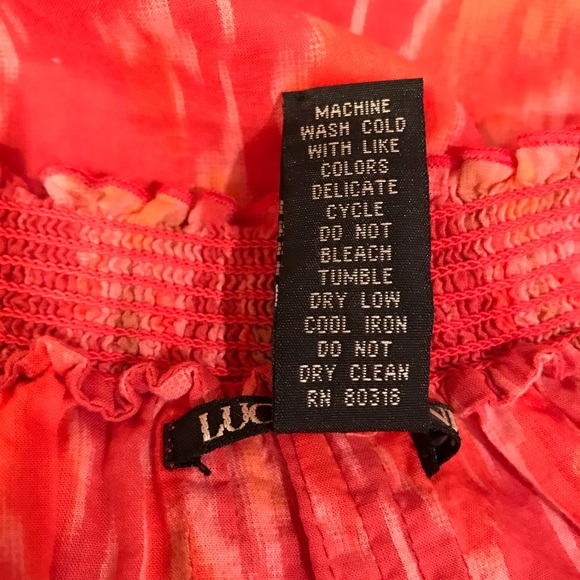 MACHINE
WASH COLD
WITH LIKE
COLORS
DELICATE
CYCLE
DO NOT
BLEACH
TUMBLE
DRY LOW
COOL IRON
DO NOT
DRY CLEAN
RN 80318
LUC